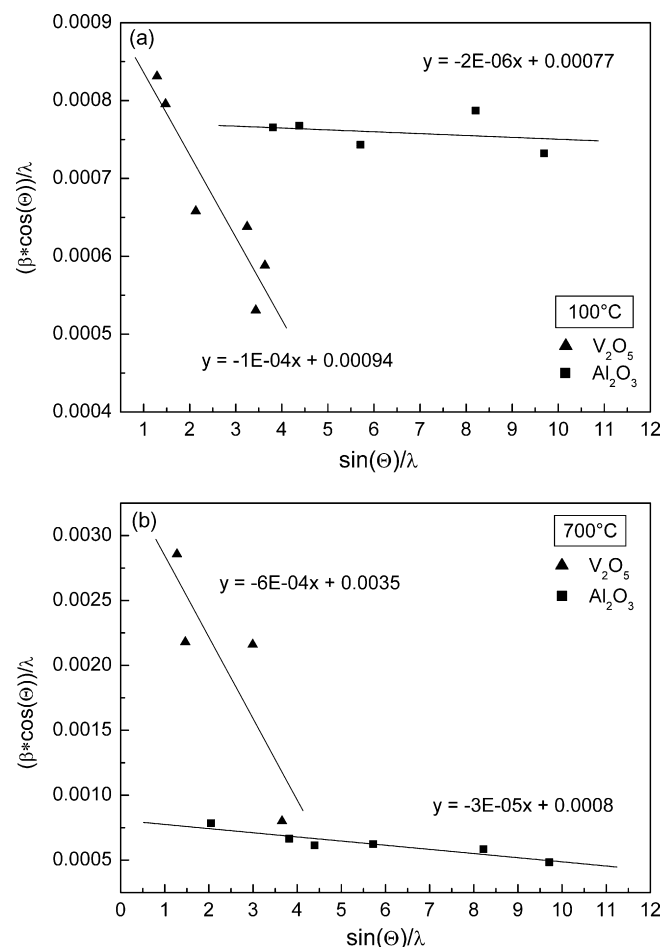 (a)
y = -2E-06x + 0.00077
0.0009
0.0008
0.0007
0.0006
0.0005
0.0004
(β*cos(Θ))/λ
100°C
V₂O₅
Al₂O₃
y = -1E-04x + 0.00094
1 2 3 4 5 6 7 8 9 10 11 12
sin(Θ)/λ
(b)
700°C
V₂O₅
Al₂O₃
y = -6E-04x + 0.0035
0.0030
0.0025
0.0020
0.0015
0.0010
0.0005
(β*cos(Θ))/λ
y = -3E-05x + 0.0008
0 1 2 3 4 5 6 7 8 9 10 11 12
sin(Θ)/λ